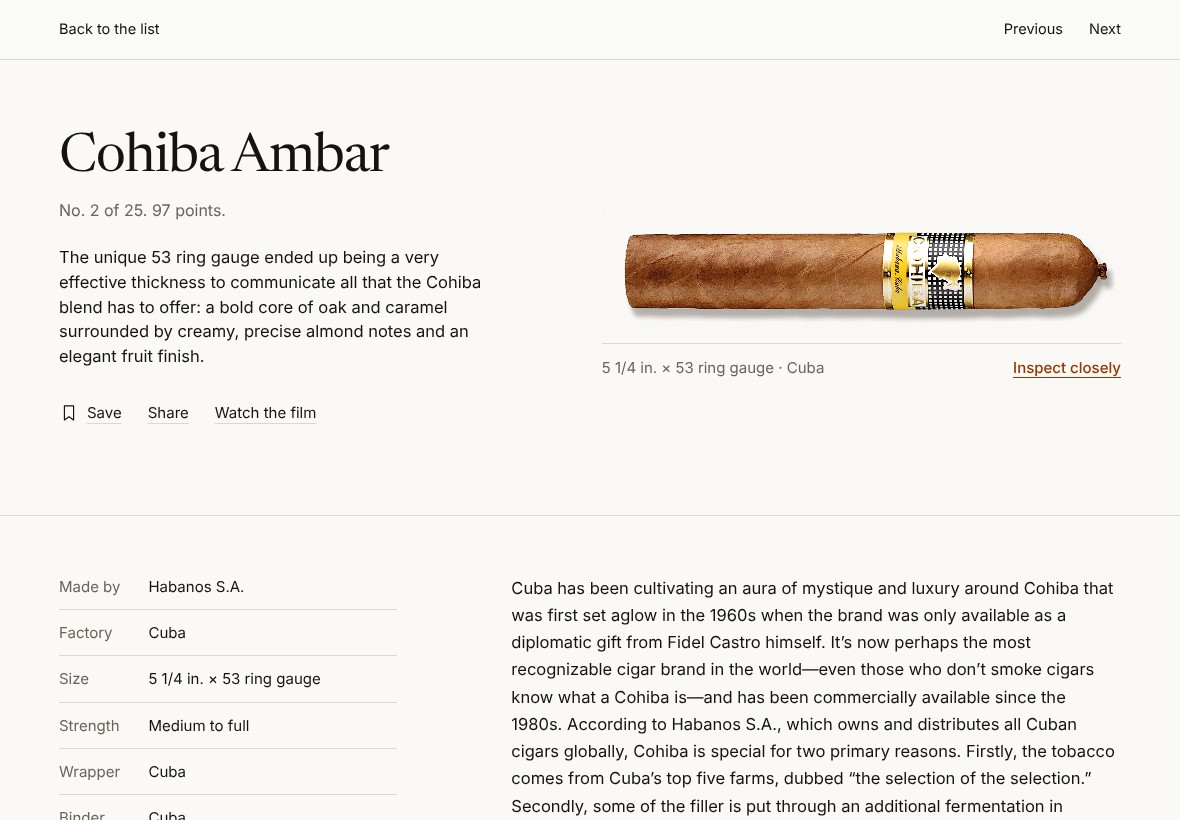 Back to the list
Previous
Next
Cohiba Ambar
No. 2 of 25. 97 points.
The unique 53 ring gauge ended up being a very
effective thickness to communicate all that the Cohiba
blend has to offer: a bold core of oak and caramel
surrounded by creamy, precise almond notes and an
elegant fruit finish.
Save
Share
Watch the film
Habana, Cuba
COHIBA
5 1/4 in. × 53 ring gauge · Cuba
Inspect closely
Made by
Habanos S.A.
Factory
Cuba
Size
5 1/4 in. × 53 ring gauge
Strength
Medium to full
Wrapper
Cuba
Binder
Cuba
Cuba has been cultivating an aura of mystique and luxury around Cohiba that
was first set aglow in the 1960s when the brand was only available as a
diplomatic gift from Fidel Castro himself. It’s now perhaps the most
recognizable cigar brand in the world—even those who don’t smoke cigars
know what a Cohiba is—and has been commercially available since the
1980s. According to Habanos S.A., which owns and distributes all Cuban
cigars globally, Cohiba is special for two primary reasons. Firstly, the tobacco
comes from Cuba’s top five farms, dubbed “the selection of the selection.”
Secondly, some of the filler is put through an additional fermentation in